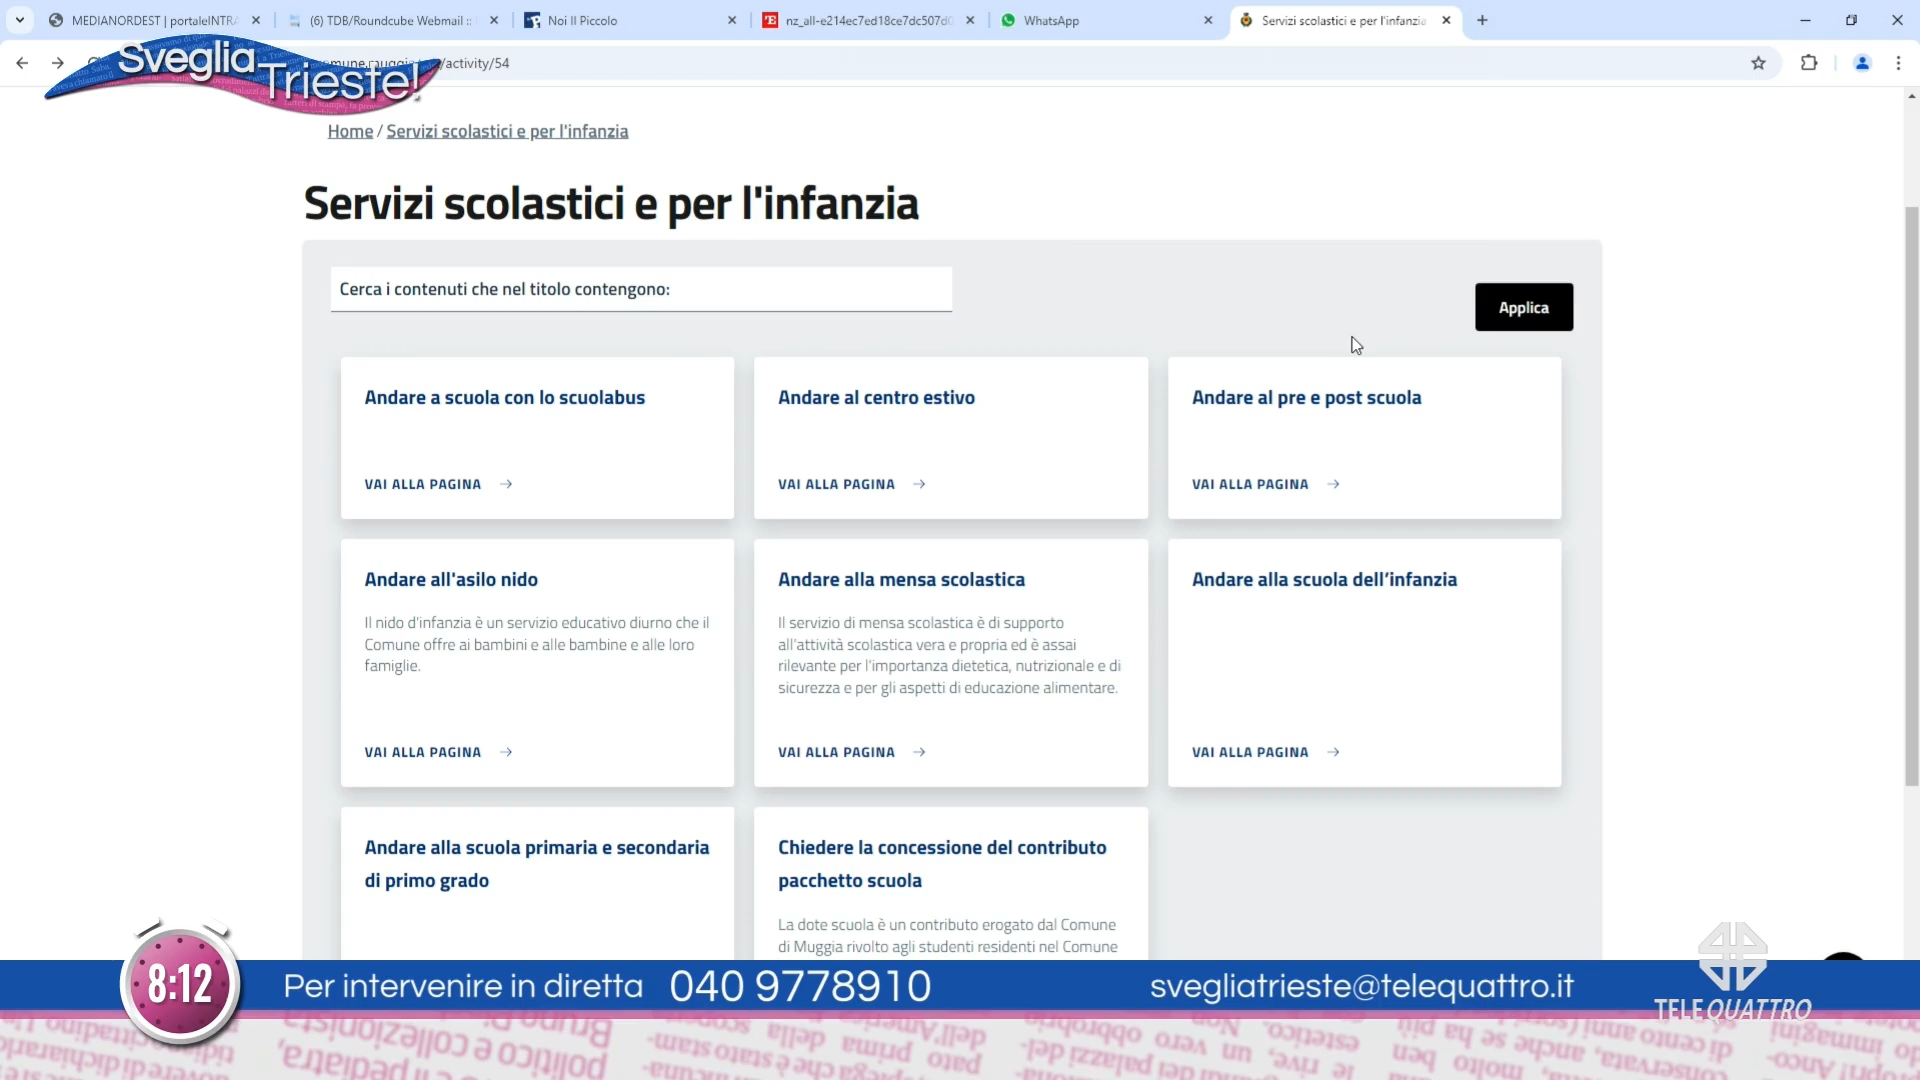 MEDIANORDEST | portaleINTRA
(6) TDB/Roundcube Webmail ::
Noi Il Piccolo
nz_all-e214ec7ed18ce7dc507d0
WhatsApp
Servizi scolastici e per l'infanzia
Sveglia
Trieste!
/activity/54
Home / Servizi scolastici e per l'infanzia
Servizi scolastici e per l'infanzia
Cerca i contenuti che nel titolo contengono:
Applica
Andare a scuola con lo scuolabus
VAI ALLA PAGINA
Andare al centro estivo
VAI ALLA PAGINA
Andare al pre e post scuola
VAI ALLA PAGINA
Andare all'asilo nido
Il nido d'infanzia è un servizio educativo diurno che il
Comune offre ai bambini e alle bambine e alle loro
famiglie.
VAI ALLA PAGINA
Andare alla mensa scolastica
Il servizio di mensa scolastica è di supporto
all'attività scolastica vera e propria ed è assai
rilevante per l'importanza dietetica, nutrizionale e di
sicurezza e per gli aspetti di educazione alimentare.
VAI ALLA PAGINA
Andare alla scuola dell’infanzia
VAI ALLA PAGINA
Andare alla scuola primaria e secondaria
di primo grado
Chiedere la concessione del contributo
pacchetto scuola
La dote scuola è un contributo erogato dal Comune
di Muggia rivolto agli studenti residenti nel Comune
8:12
Per intervenire in diretta 040 9778910
svegliatrieste@telequattro.it
TELEQUATTRO